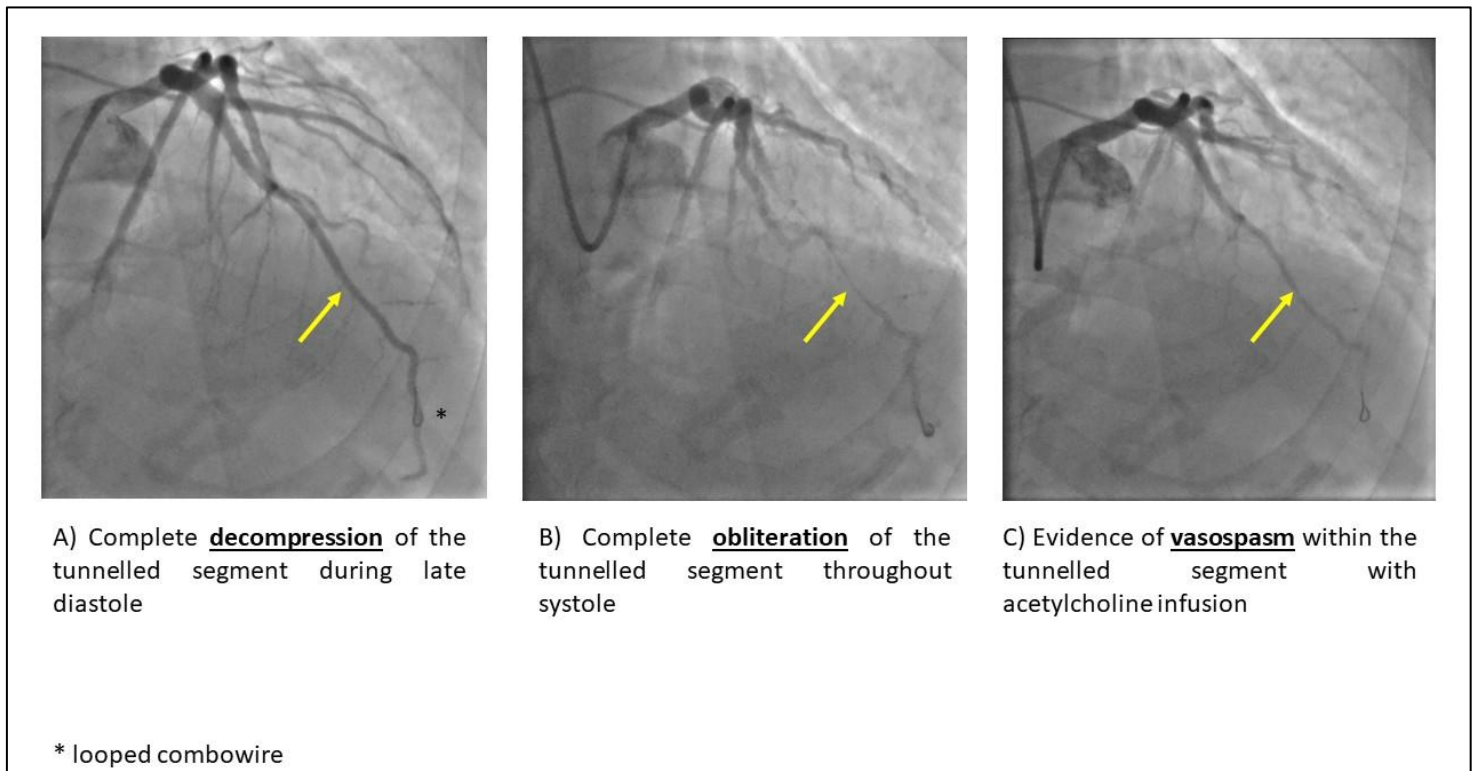 *
A) Complete decompression of the
tunnelled segment during late
diastole
B) Complete obliteration of the
tunnelled segment throughout
systole
C) Evidence of vasospasm within the
tunnelled segment with
acetylcholine infusion
* looped combowire